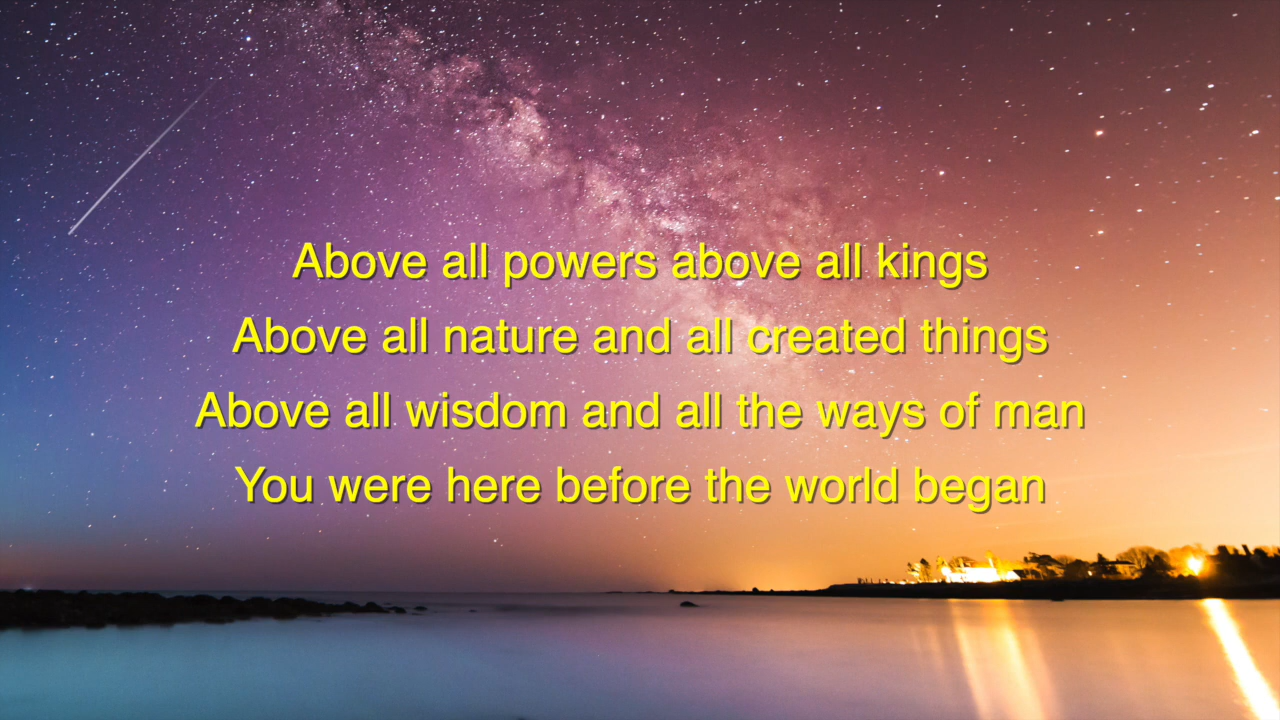 Above all powers above all kings
Above all nature and all created things
Above all wisdom and all the ways of man
You were here before the world began